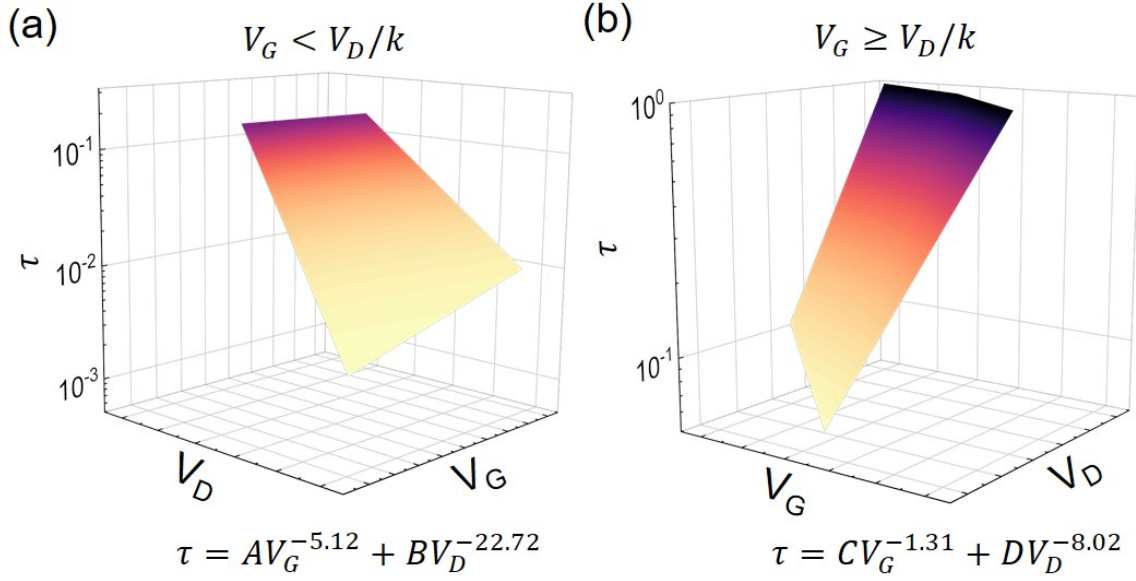 (a)
V_G < V_D/k
10^{-1}
10^{-2}
10^{-3}
τ
V_D
V_G
τ = AV_G^{-5.12} + BV_D^{-22.72}
(b)
V_G ≥ V_D/k
10^0
10^{-1}
τ
V_G
V_D
τ = CV_G^{-1.31} + DV_D^{-8.02}